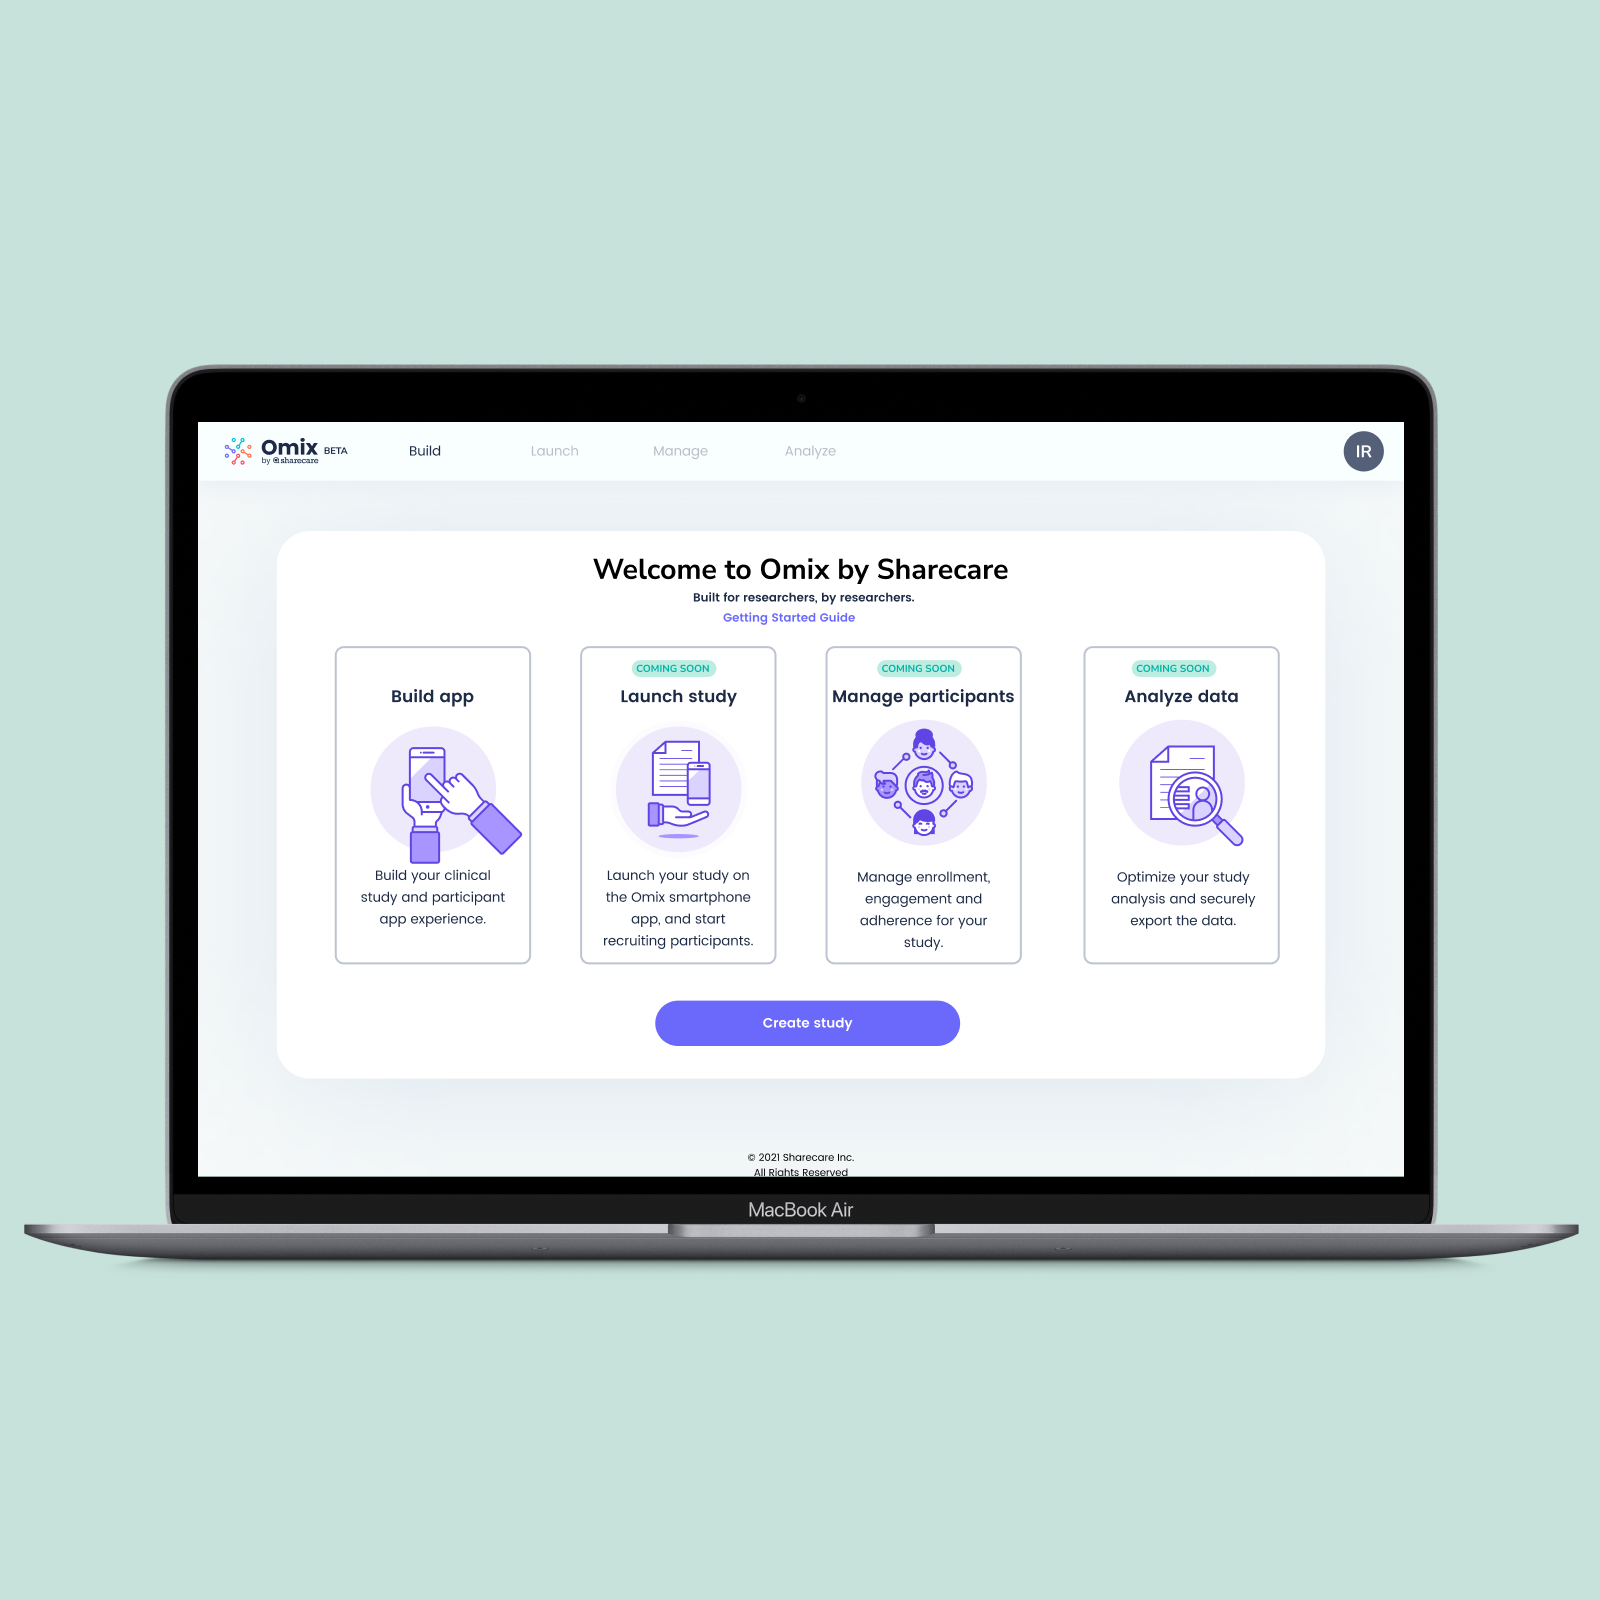 Omix BETA
by sharecare
Build
Launch
Manage
Analyze
IR
Welcome to Omix by Sharecare
Built for researchers, by researchers.
Getting Started Guide
Build app
Build your clinical
study and participant
app experience.
COMING SOON
Launch study
Launch your study on
the Omix smartphone
app, and start
recruiting participants.
COMING SOON
Manage participants
Manage enrollment,
engagement and
adherence for your
study.
COMING SOON
Analyze data
Optimize your study
analysis and securely
export the data.
Create study
© 2021 Sharecare Inc.
All Rights Reserved
MacBook Air